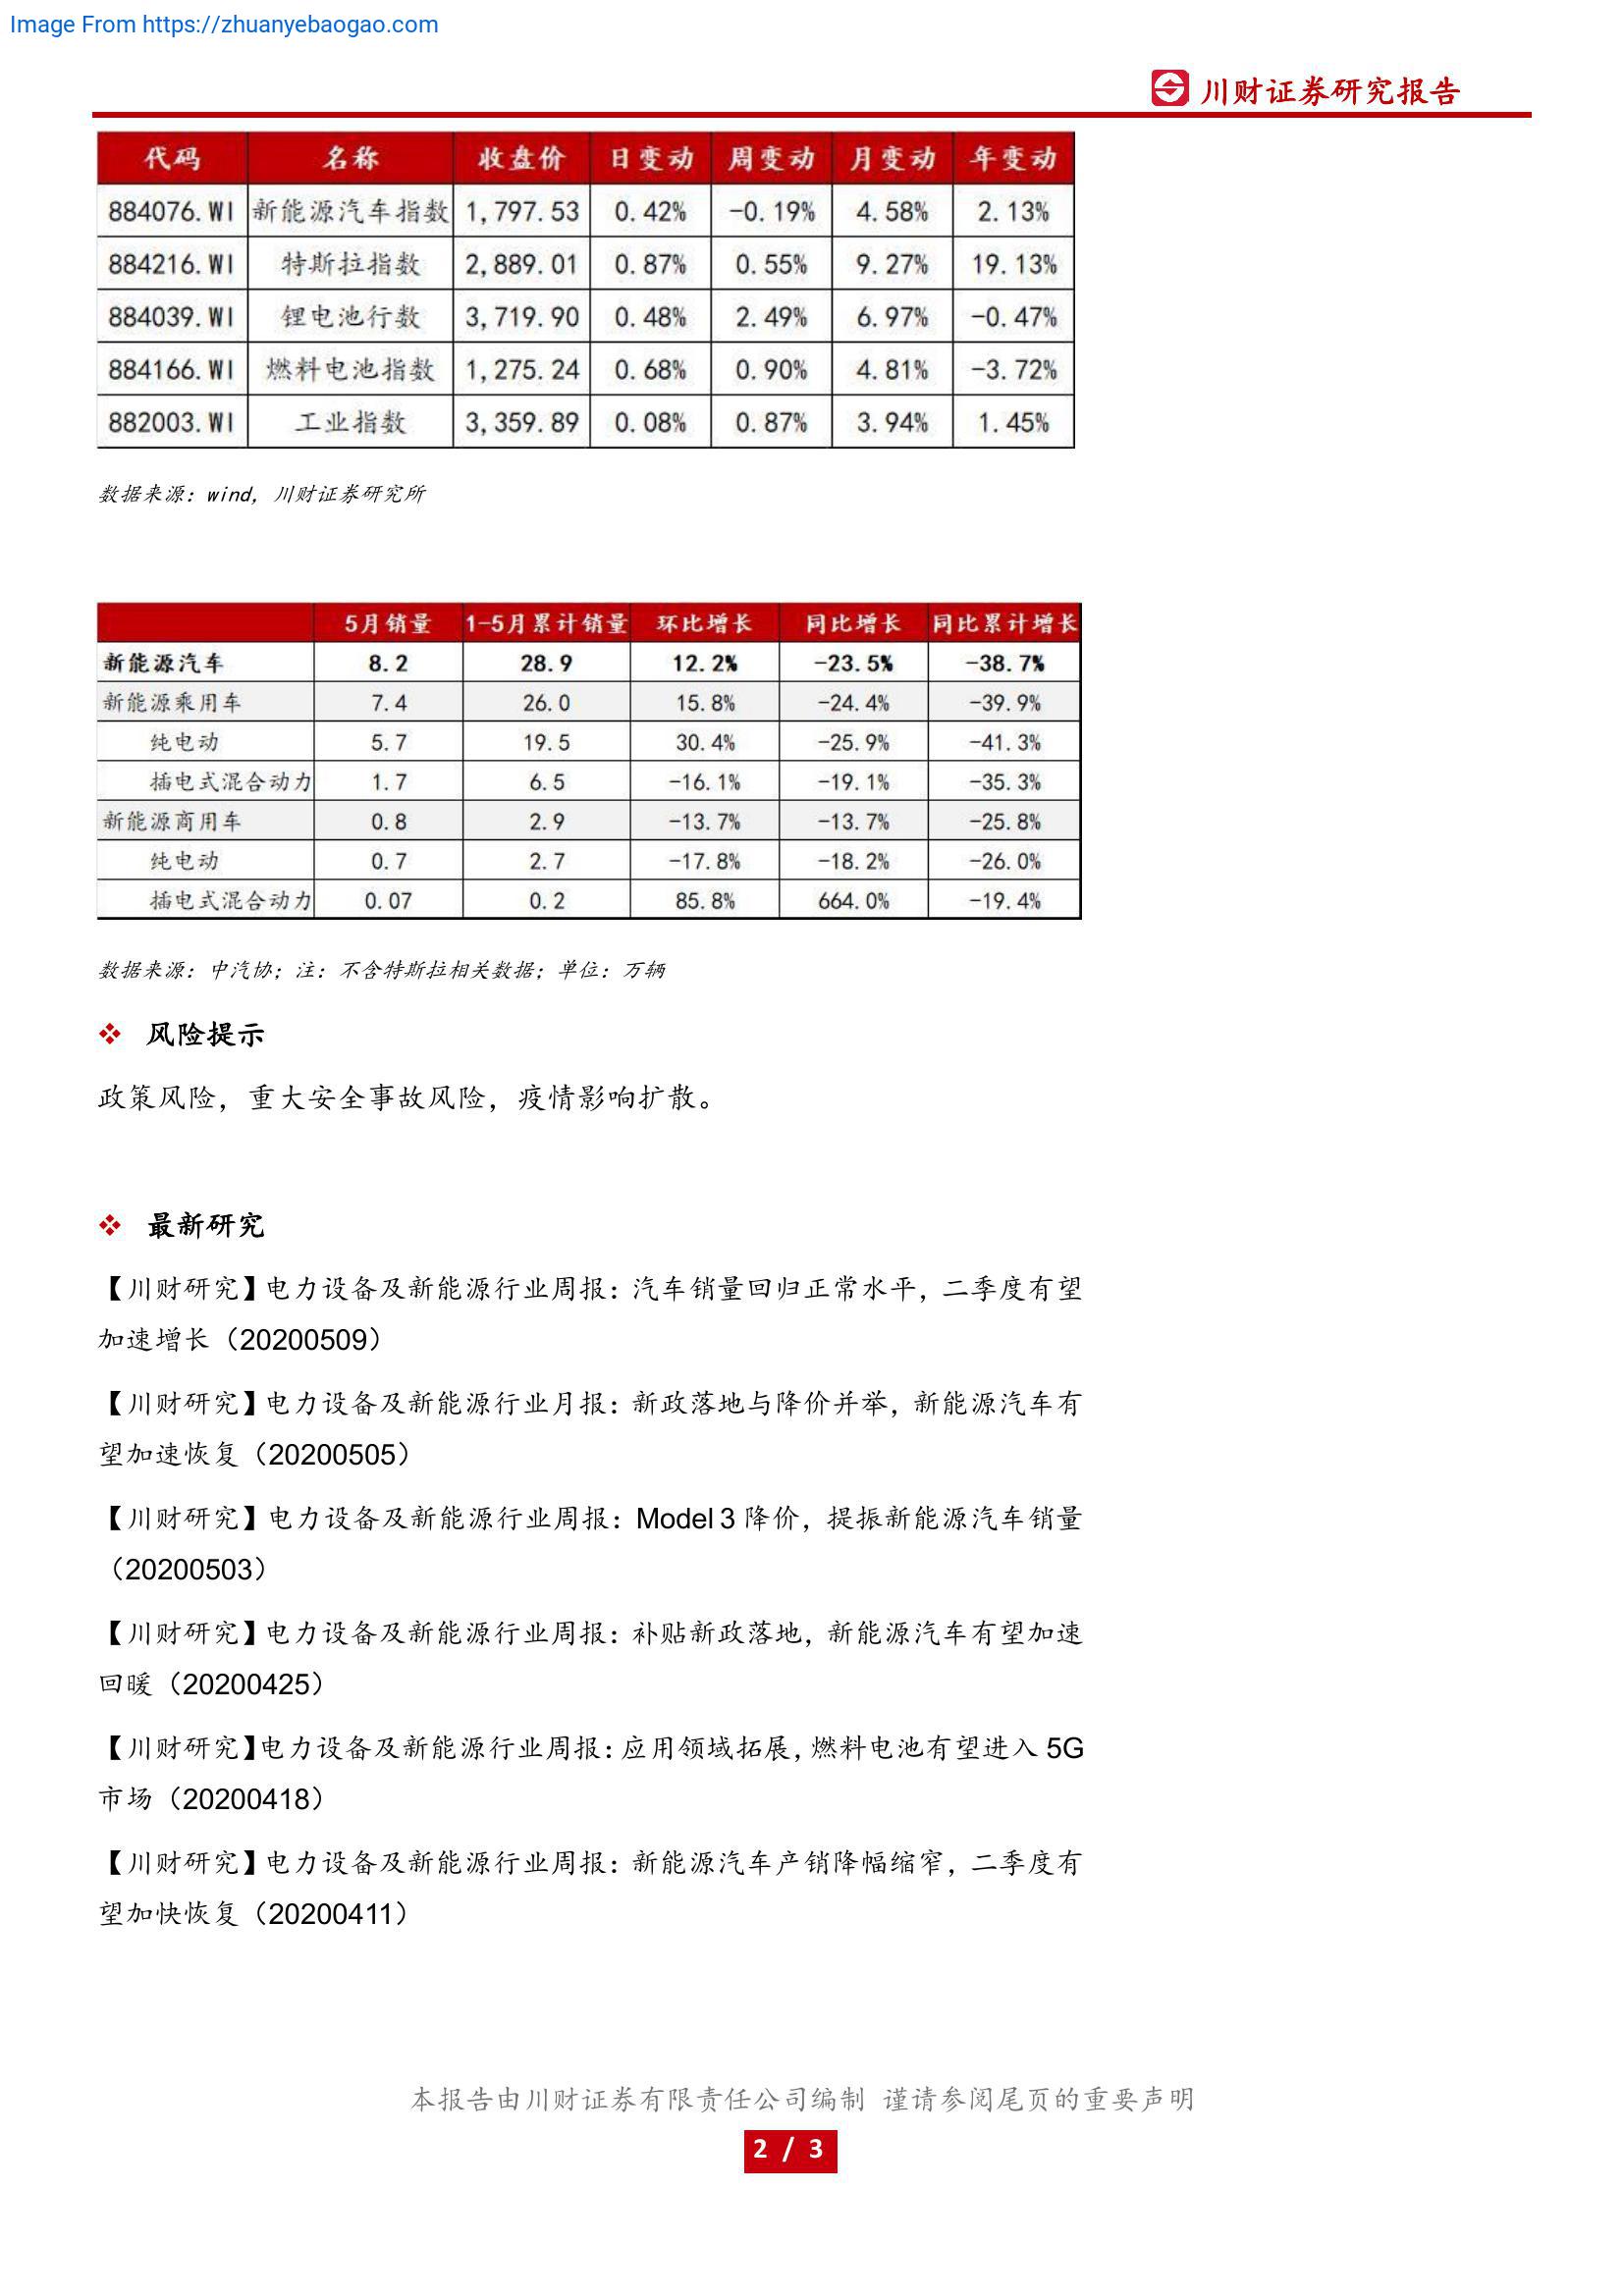 Image From https://zhuanyebaogao.com
川财证券研究报告
代码 名称 收盘价 日变动 周变动 月变动 年变动
884076.WI 新能源汽车指数 1,797.53 0.42% -0.19% 4.58% 2.13%
884216.WI 特斯拉指数 2,889.01 0.87% 0.55% 9.27% 19.13%
884039.WI 锂电池行数 3,719.90 0.48% 2.49% 6.97% -0.47%
884166.WI 燃料电池指数 1,275.24 0.68% 0.90% 4.81% -3.72%
882003.WI 工业指数 3,359.89 0.08% 0.87% 3.94% 1.45%
数据来源：wind，川财证券研究所
5月销量 1-5月累计销量 环比增长 同比增长 同比累计增长
新能源汽车 8.2 28.9 12.2% -23.5% -38.7%
新能源乘用车 7.4 26.0 15.8% -24.4% -39.9%
纯电动 5.7 19.5 30.4% -25.9% -41.3%
插电式混合动力 1.7 6.5 -16.1% -19.1% -35.3%
新能源商用车 0.8 2.9 -13.7% -13.7% -25.8%
纯电动 0.7 2.7 -17.8% -18.2% -26.0%
插电式混合动力 0.07 0.2 85.8% 664.0% -19.4%
数据来源：中汽协；注：不含特斯拉相关数据；单位：万辆
❖ 风险提示
政策风险，重大安全事故风险，疫情影响扩散。
❖ 最新研究
【川财研究】电力设备及新能源行业周报：汽车销量回归正常水平，二季度有望
加速增长（20200509）
【川财研究】电力设备及新能源行业月报：新政落地与降价并举，新能源汽车有
望加速恢复（20200505）
【川财研究】电力设备及新能源行业周报：Model 3 降价，提振新能源汽车销量
（20200503）
【川财研究】电力设备及新能源行业周报：补贴新政落地，新能源汽车有望加速
回暖（20200425）
【川财研究】电力设备及新能源行业周报：应用领域拓展，燃料电池有望进入 5G
市场（20200418）
【川财研究】电力设备及新能源行业周报：新能源汽车产销降幅缩窄，二季度有
望加快恢复（20200411）
本报告由川财证券有限责任公司编制 谨请参阅尾页的重要声明
2 / 3